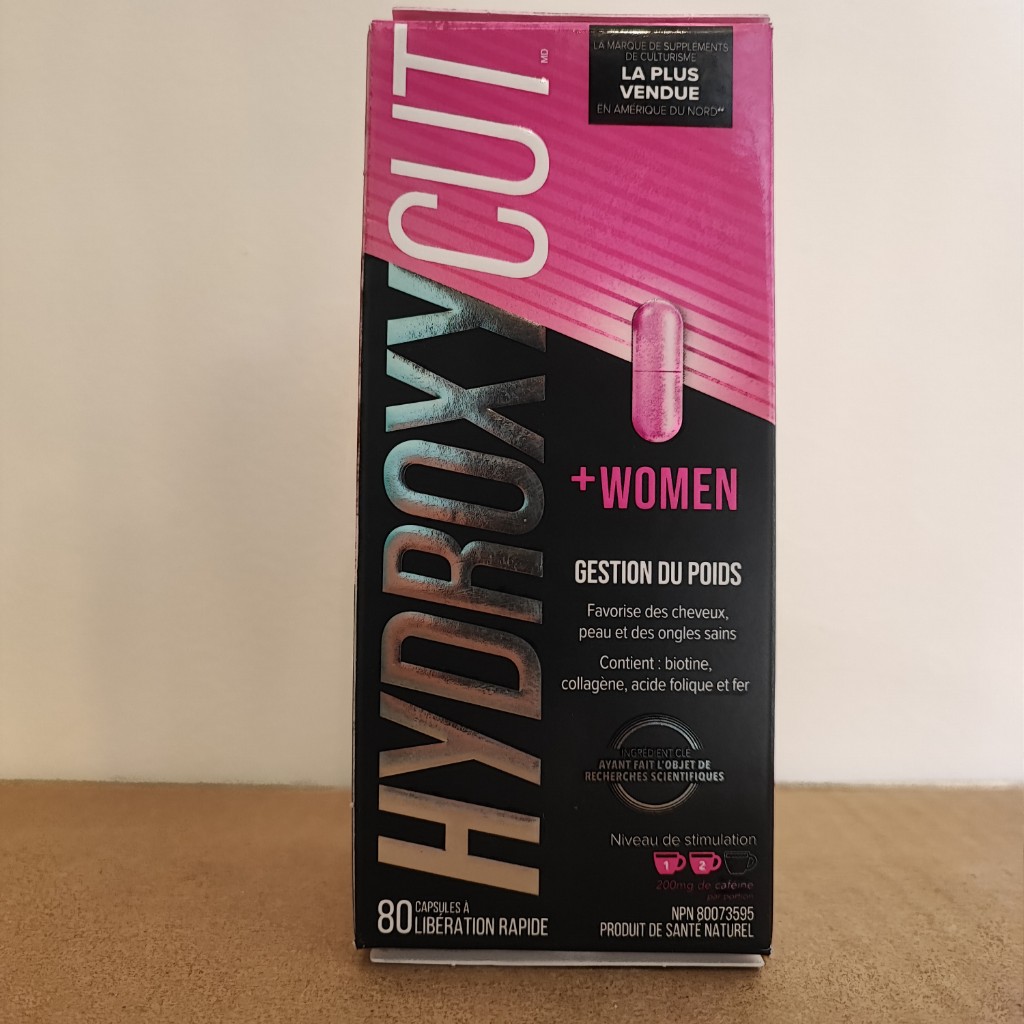 HYDROXYCUT MD
LA MARQUE DE SUPPLÉMENTS
DE CULTURISME
LA PLUS
VENDUE
EN AMÉRIQUE DU NORD
+WOMEN
GESTION DU POIDS
Favorise des cheveux,
peau et des ongles sains
Contient : biotine,
collagène, acide folique et fer
INGRÉDIENT CLÉ
AYANT FAIT L'OBJET DE
RECHERCHES SCIENTIFIQUES
Niveau de stimulation
1 2
200mg de caféine
par portion
80 CAPSULES À
LIBÉRATION RAPIDE
NPN 80073595
PRODUIT DE SANTÉ NATUREL